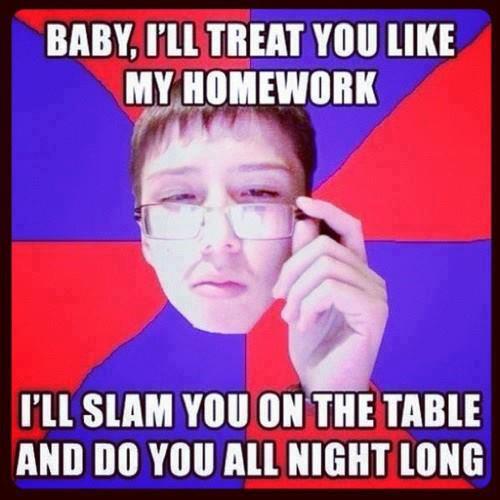 BABY, I'LL TREAT YOU LIKE
MY HOMEWORK
I'LL SLAM YOU ON THE TABLE
AND DO YOU ALL NIGHT LONG